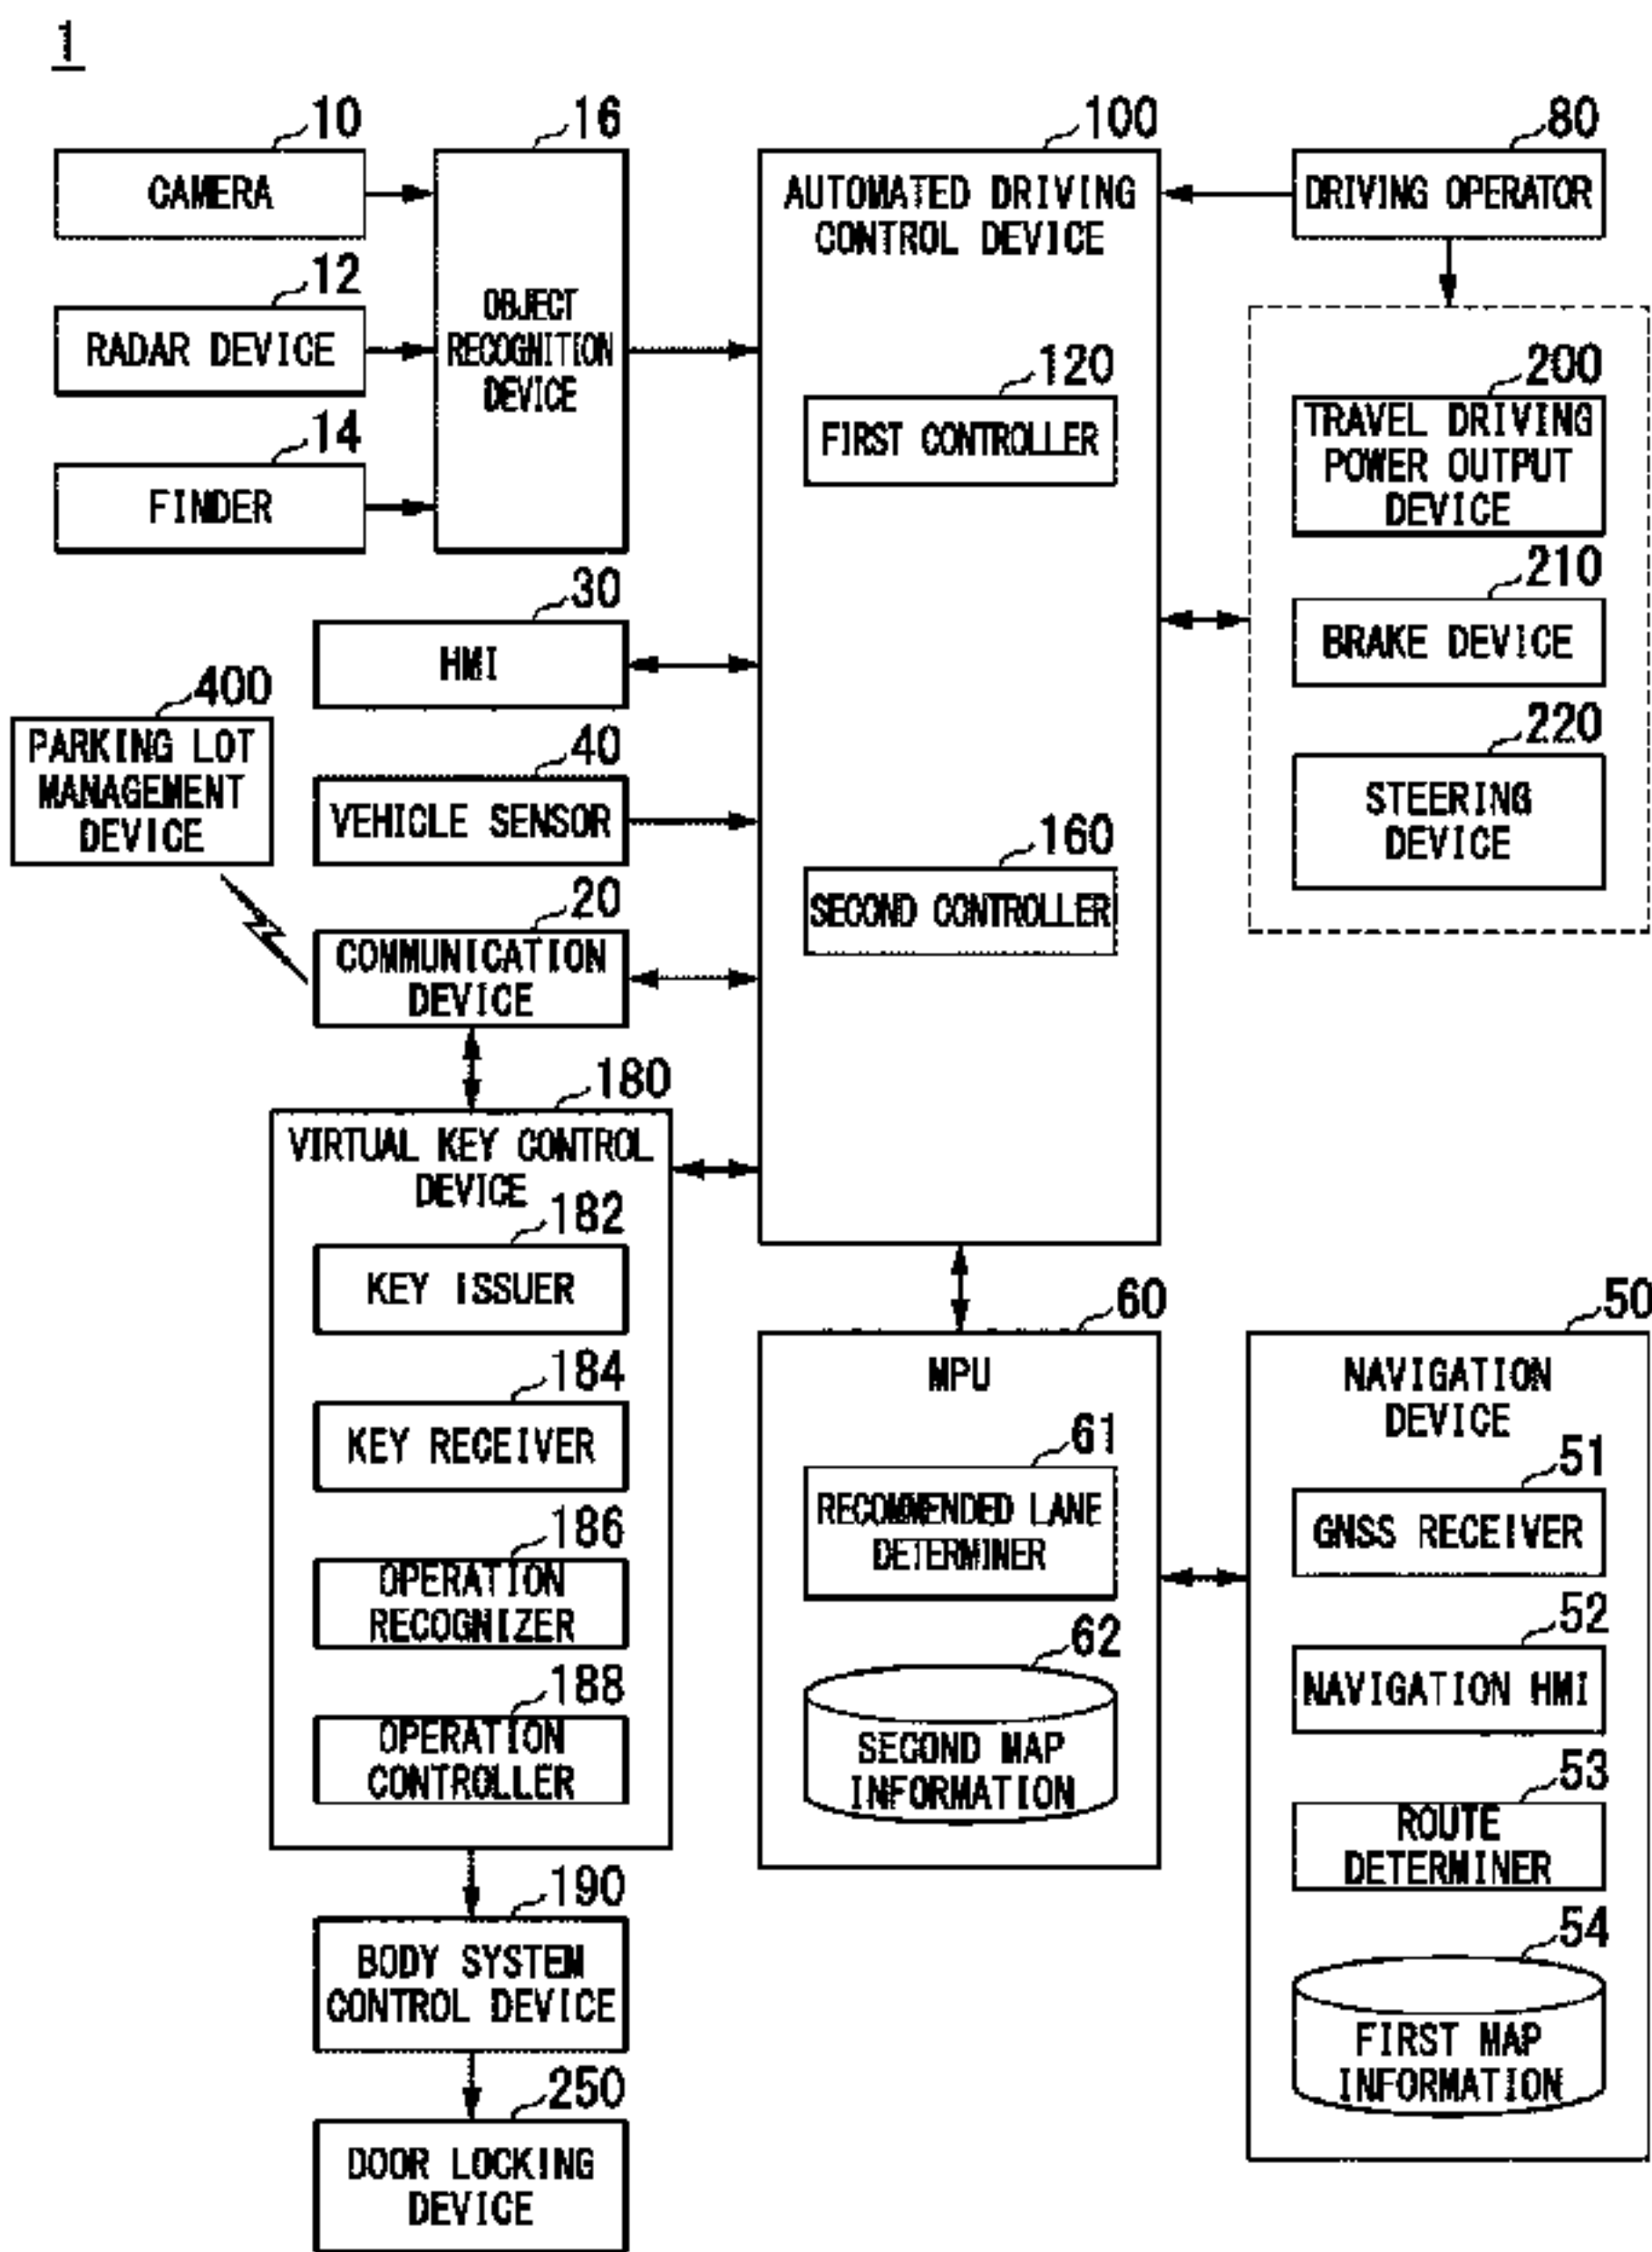 1
10
CAMERA
12
RADAR DEVICE
14
FINDER
16
OBJECT
RECOGNITION
DEVICE
30
HMI
400
PARKING LOT
MANAGEMENT
DEVICE
40
VEHICLE SENSOR
20
COMMUNICATION
DEVICE
180
VIRTUAL KEY CONTROL
DEVICE
182
KEY ISSUER
184
KEY RECEIVER
186
OPERATION
RECOGNIZER
188
OPERATION
CONTROLLER
190
BODY SYSTEM
CONTROL DEVICE
250
DOOR LOCKING
DEVICE
100
AUTOMATED DRIVING
CONTROL DEVICE
120
FIRST CONTROLLER
160
SECOND CONTROLLER
60
MPU
61
RECOMMENDED LANE
DETERMINER
62
SECOND MAP
INFORMATION
80
DRIVING OPERATOR
200
TRAVEL DRIVING
POWER OUTPUT
DEVICE
210
BRAKE DEVICE
220
STEERING
DEVICE
50
NAVIGATION
DEVICE
51
GNSS RECEIVER
52
NAVIGATION HMI
53
ROUTE
DETERMINER
54
FIRST MAP
INFORMATION